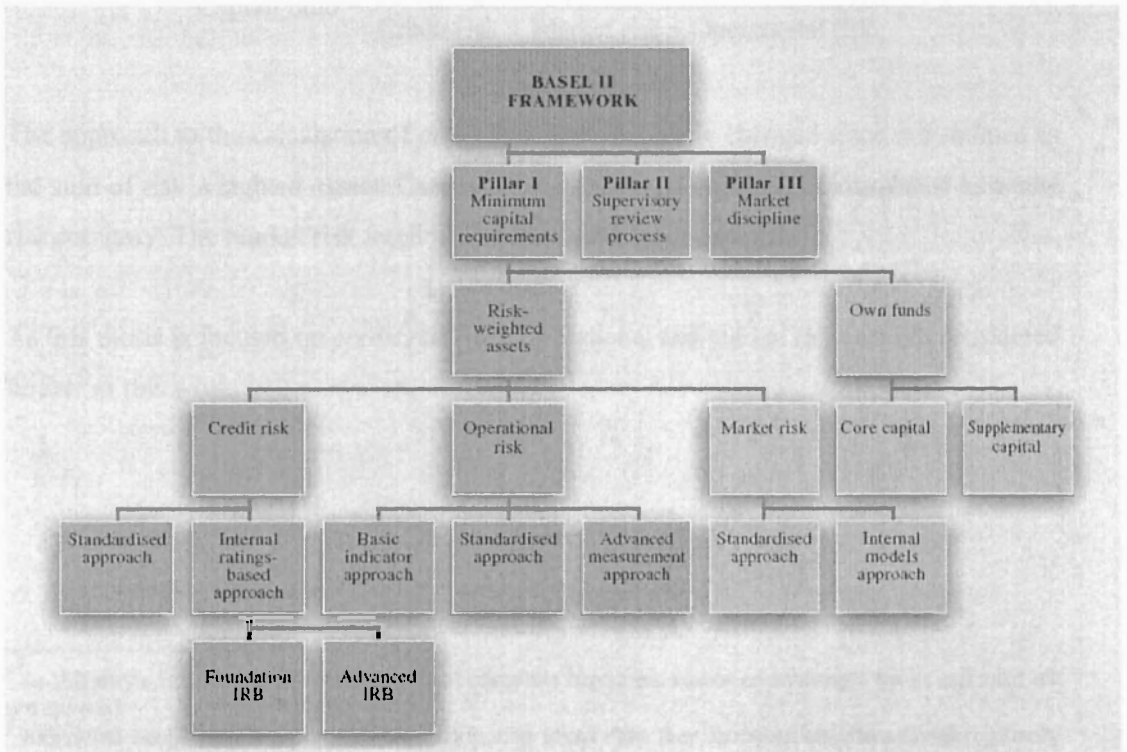 BASEL II
FRAMEWORK
Pillar I
Minimum
capital
requirements
Pillar II
Supervisory
review
process
Pillar III
Market
discipline
Risk-
weighted
assets
Own funds
Credit risk
Operational
risk
Market risk
Core capital
Supplementary
capital
Standardised
approach
Internal
ratings-
based
approach
Basic
indicator
approach
Standardised
approach
Advanced
measurement
approach
Standardised
approach
Internal
models
approach
Foundation
IRB
Advanced
IRB